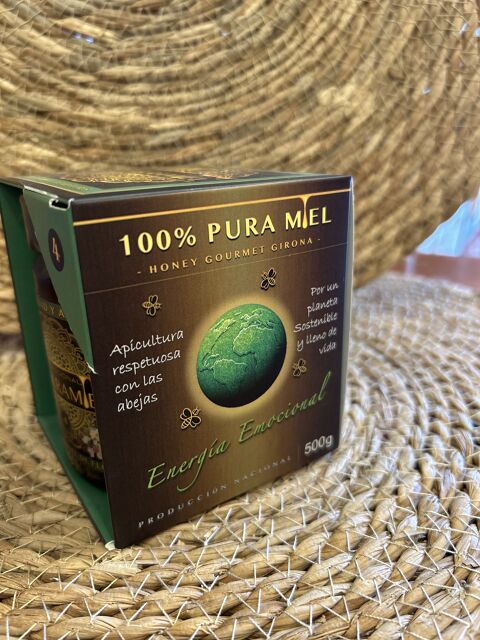 100% PURA MIEL
- HONEY GOURMET GIRONA -
Apicultura
respetuosa
con las
abejas
Por un
planeta
Sostenible
y lleno de
vida
Energía Emocional
500g
PRODUCCIÓN NACIONAL
4